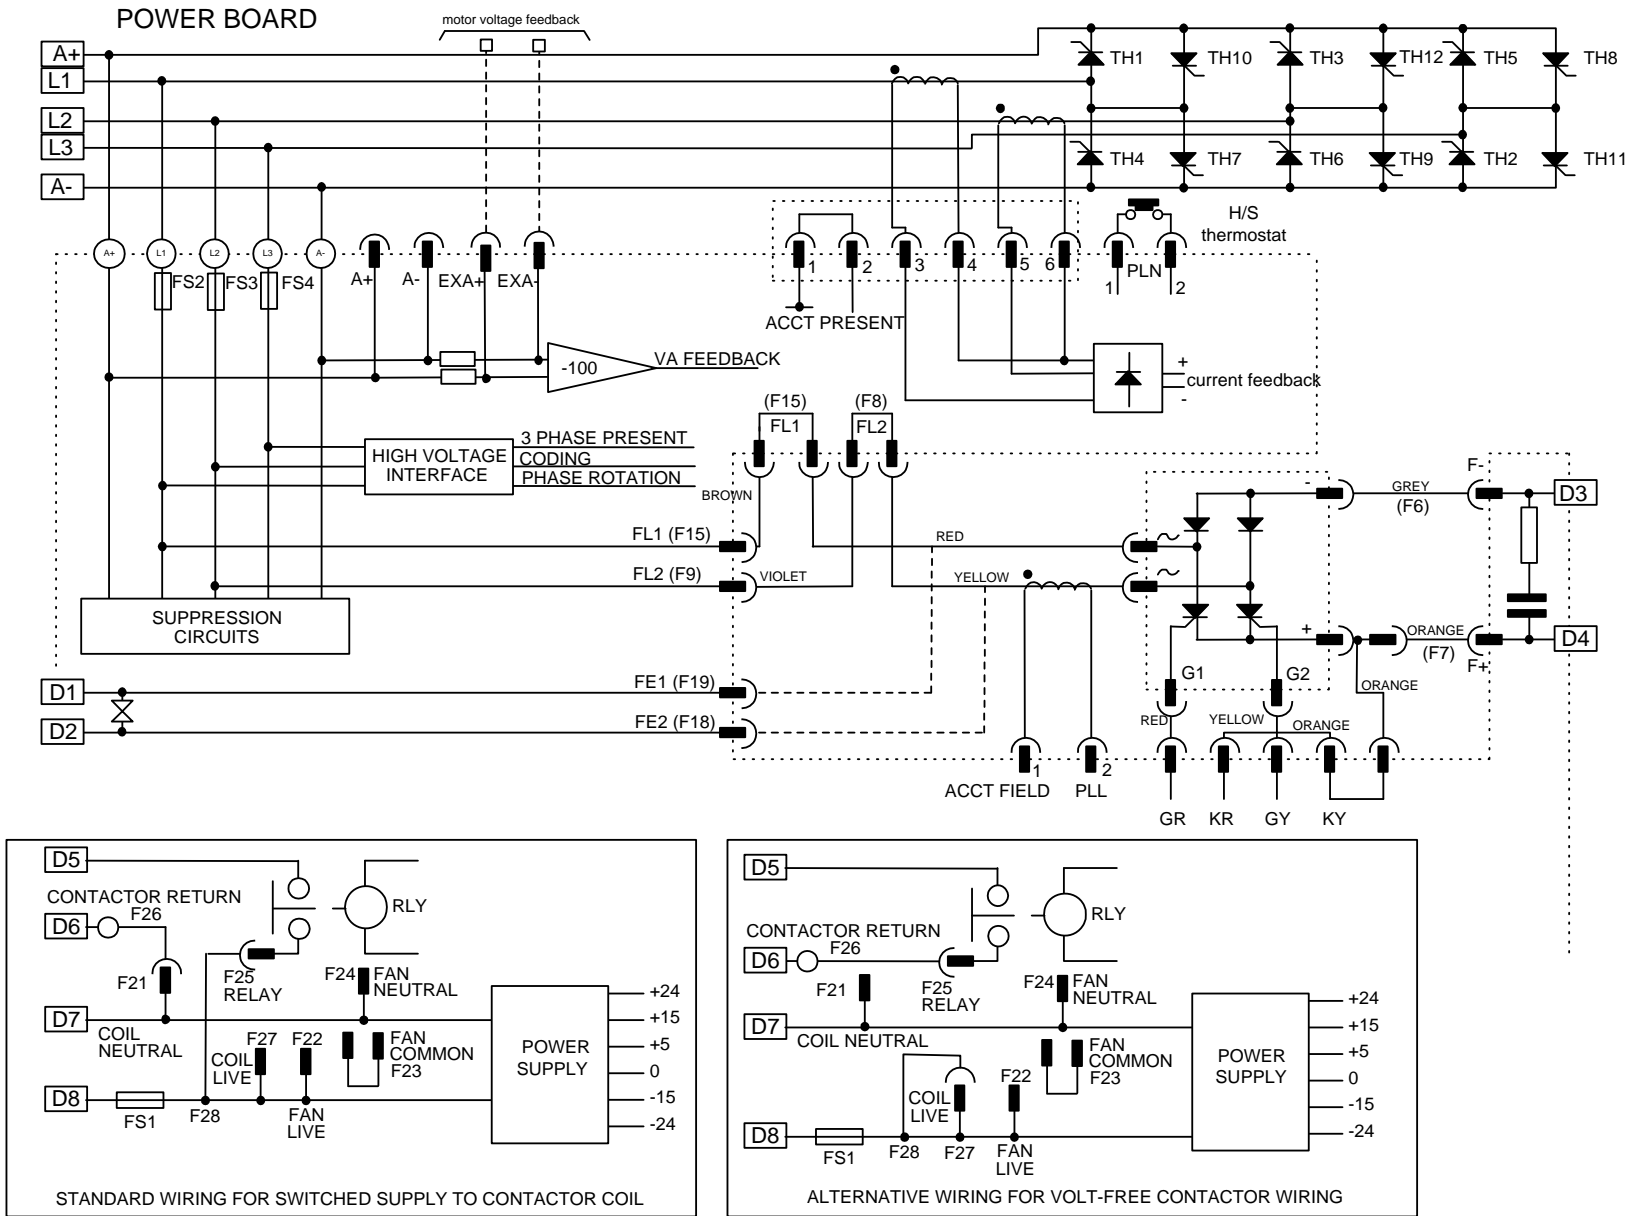 POWER BOARD
motor voltage feedback
A+
L1
L2
L3
A-
TH1
TH10
TH3
TH12
TH5
TH8
TH4
TH7
TH6
TH9
TH2
TH11
H/S
thermostat
A+
L1
L2
L3
A-
FS2
FS3
FS4
A+
A-
EXA+
EXA-
1
2
3
4
5
6
PLN
1
2
ACCT PRESENT
-100
VA FEEDBACK
+
current feedback
-
(F15)
FL1
(F8)
FL2
HIGH VOLTAGE
INTERFACE
3 PHASE PRESENT
CODING
PHASE ROTATION
BROWN
FL1 (F15)
RED
FL2 (F9)
VIOLET
YELLOW
-
GREY
(F6)
F-
D3
+
ORANGE
(F7)
F+
D4
SUPPRESSION
CIRCUITS
G1
G2
ORANGE
D1
FE1 (F19)
D2
FE2 (F18)
RED
YELLOW
ORANGE
1
2
ACCT FIELD
PLL
GR
KR
GY
KY
D5
CONTACTOR RETURN
D6
F26
RLY
F21
F25
RELAY
F24
FAN
NEUTRAL
D7
COIL
NEUTRAL
F27
F22
COIL
LIVE
FAN
COMMON
F23
D8
FS1
F28
FAN
LIVE
POWER
SUPPLY
+24
+15
+5
0
-15
-24
STANDARD WIRING FOR SWITCHED SUPPLY TO CONTACTOR COIL
D5
CONTACTOR RETURN
D6
F26
RLY
F21
F25
RELAY
F24
FAN
NEUTRAL
D7
COIL NEUTRAL
FAN
COMMON
F23
F22
COIL
LIVE
D8
FS1
F28
F27
FAN
LIVE
POWER
SUPPLY
+24
+15
+5
0
-15
-24
ALTERNATIVE WIRING FOR VOLT-FREE CONTACTOR WIRING